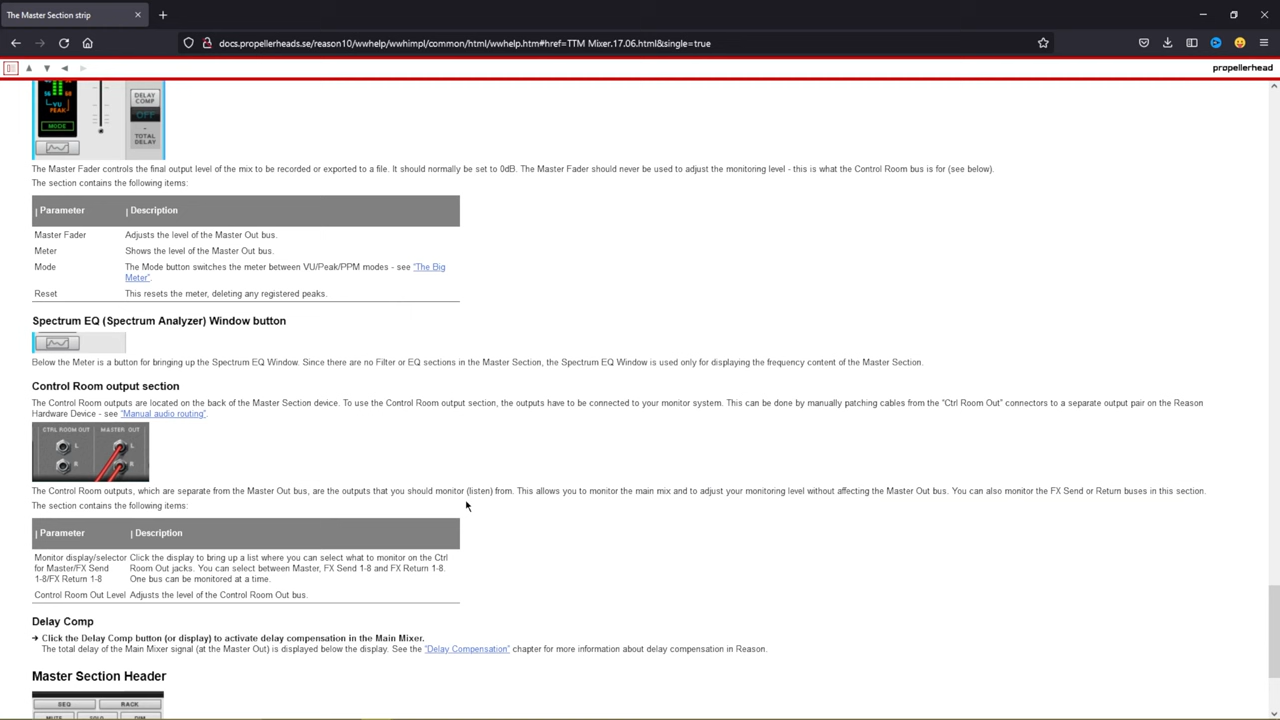 The Master Section strip
docs.propellerheads.se/reason10/wwhelp/wwhimpl/common/html/wwhelp.htm#href=TTM Mixer.17.06.html&single=true
propellerhead
DELAY
COMP
56 68
VU
PEAK
OFF
MODE
-
TOTAL
DELAY
The Master Fader controls the final output level of the mix to be recorded or exported to a file. It should normally be set to 0dB. The Master Fader should never be used to adjust the monitoring level - this is what the Control Room bus is for (see below).
The section contains the following items:
Parameter Description
Master Fader Adjusts the level of the Master Out bus.
Meter Shows the level of the Master Out bus.
Mode The Mode button switches the meter between VU/Peak/PPM modes - see "The Big
Meter".
Reset This resets the meter, deleting any registered peaks.
Spectrum EQ (Spectrum Analyzer) Window button
Below the Meter is a button for bringing up the Spectrum EQ Window. Since there are no Filter or EQ sections in the Master Section, the Spectrum EQ Window is used only for displaying the frequency content of the Master Section.
Control Room output section
The Control Room outputs are located on the back of the Master Section device. To use the Control Room output section, the outputs have to be connected to your monitor system. This can be done by manually patching cables from the "Ctrl Room Out" connectors to a separate output pair on the Reason
Hardware Device - see "Manual audio routing".
CTRL ROOM OUT MASTER OUT
L L
R R
The Control Room outputs, which are separate from the Master Out bus, are the outputs that you should monitor (listen) from. This allows you to monitor the main mix and to adjust your monitoring level without affecting the Master Out bus. You can also monitor the FX Send or Return buses in this section.
The section contains the following items:
Parameter Description
Monitor display/selector Click the display to bring up a list where you can select what to monitor on the Ctrl
for Master/FX Send Room Out jacks. You can select between Master, FX Send 1-8 and FX Return 1-8.
1-8/FX Return 1-8 One bus can be monitored at a time.
Control Room Out Level Adjusts the level of the Control Room Out bus.
Delay Comp
→ Click the Delay Comp button (or display) to activate delay compensation in the Main Mixer.
The total delay of the Main Mixer signal (at the Master Out) is displayed below the display. See the "Delay Compensation" chapter for more information about delay compensation in Reason.
Master Section Header
SEQ RACK
MUTE SOLO DIM